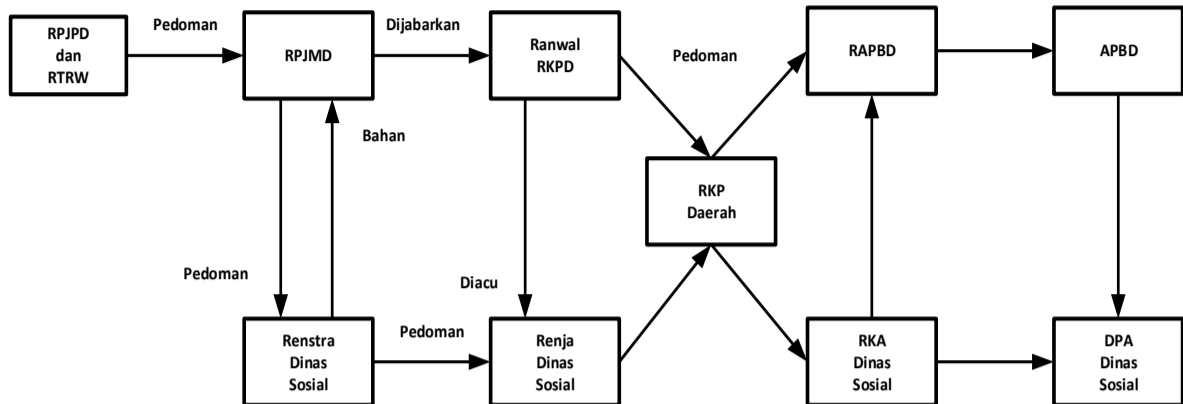 RPJPD
dan
RTRW
Pedoman
RPJMD
Dijabarkan
Ranwal
RKPD
Pedoman
RAPBD
APBD
Bahan
RKP
Daerah
Pedoman
Diacu
Renstra
Dinas
Sosial
Pedoman
Renja
Dinas
Sosial
RKA
Dinas
Sosial
DPA
Dinas
Sosial